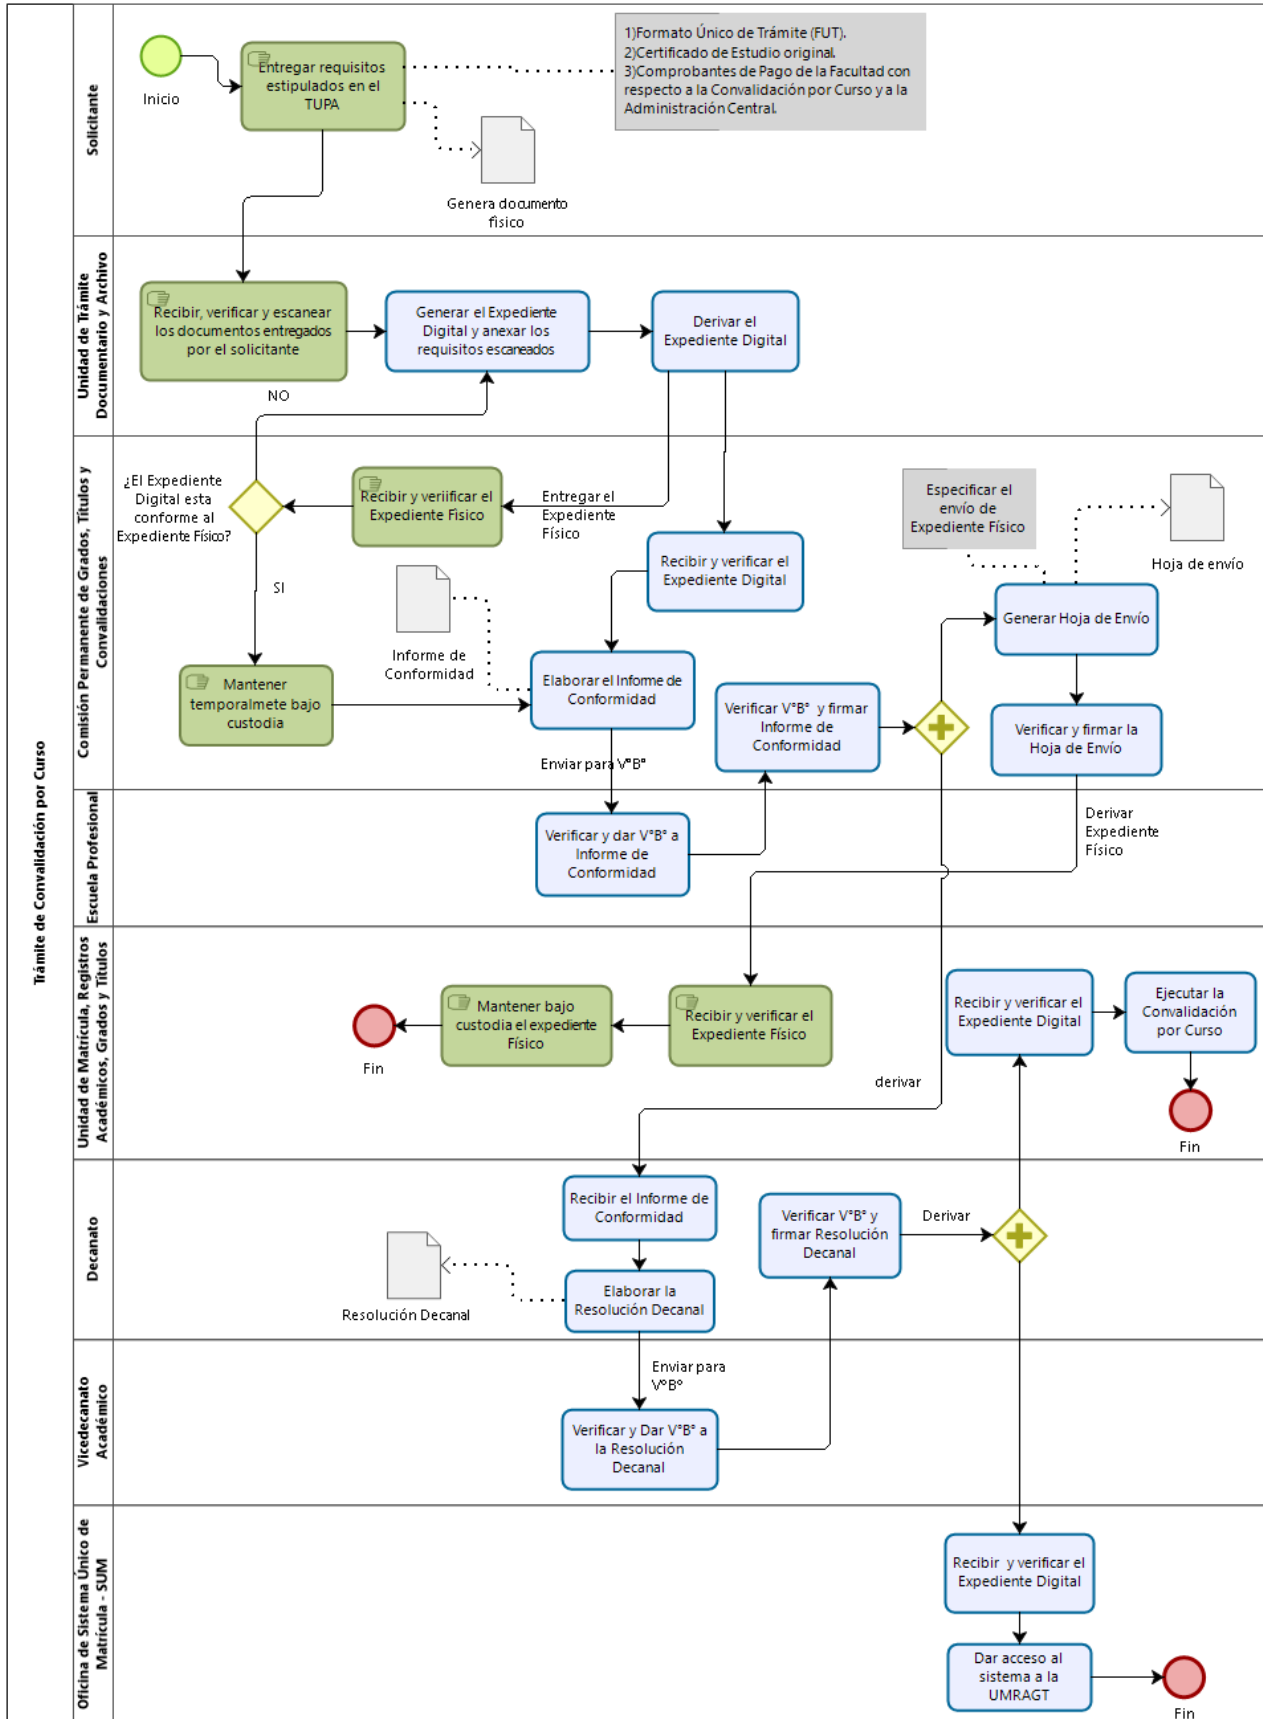 Trámite de Convalidación por Curso
Solicitante
Inicio
Entregar requisitos
estipulados en el
TUPA
1)Formato Único de Trámite (FUT).
2)Certificado de Estudio original.
3)Comprobantes de Pago de la Facultad con
respecto a la Convalidación por Curso y a la
Administración Central.
Genera documento
fisico
Unidad de Trámite
Documentario y Archivo
Recibir, verificar y escanear
los documentos entregados
por el solicitante
Generar el Expediente
Digital y anexar los
requisitos escaneados
Derivar el
Expediente Digital
NO
Comisión Permanente de Grados, Títulos y
Convalidaciones
¿El Expediente
Digital esta
conforme al
Expediente Físico?
Recibir y veriificar el
Expediente Fisico
Entregar el
Expediente
Físico
Recibir y verificar el
Expediente Digital
Especificar el
envío de
Expediente Físico
Hoja de envío
SI
Informe de
Conformidad
Generar Hoja de Envío
Mantener
temporalmete bajo
custodia
Elaborar el Informe de
Conformidad
Verificar V°B° y firmar
Informe de
Conformidad
Verificar y firmar la
Hoja de Envío
Enviar para V°B°
Escuela Profesional
Verificar y dar V°B° a
Informe de
Conformidad
Derivar
Expediente
Físico
Unidad de Matrícula, Registros
Académicos, Grados y Títulos
Fin
Mantener bajo
custodia el expediente
Físico
Recibir y verificar el
Expediente Físico
Recibir y verificar el
Expediente Digital
Ejecutar la
Convalidación
por Curso
derivar
Fin
Decanato
Recibir el Informe de
Conformidad
Verificar V°B° y
firmar Resolución
Decanal
Derivar
Resolución Decanal
Elaborar la
Resolución Decanal
Vicedecanato
Académico
Enviar para
V°B°
Verificar y Dar V°B° a
la Resolución
Decanal
Oficina de Sistema Único de
Matrícula - SUM
Recibir y verificar el
Expediente Digital
Dar acceso al
sistema a la
UMRAGT
Fin